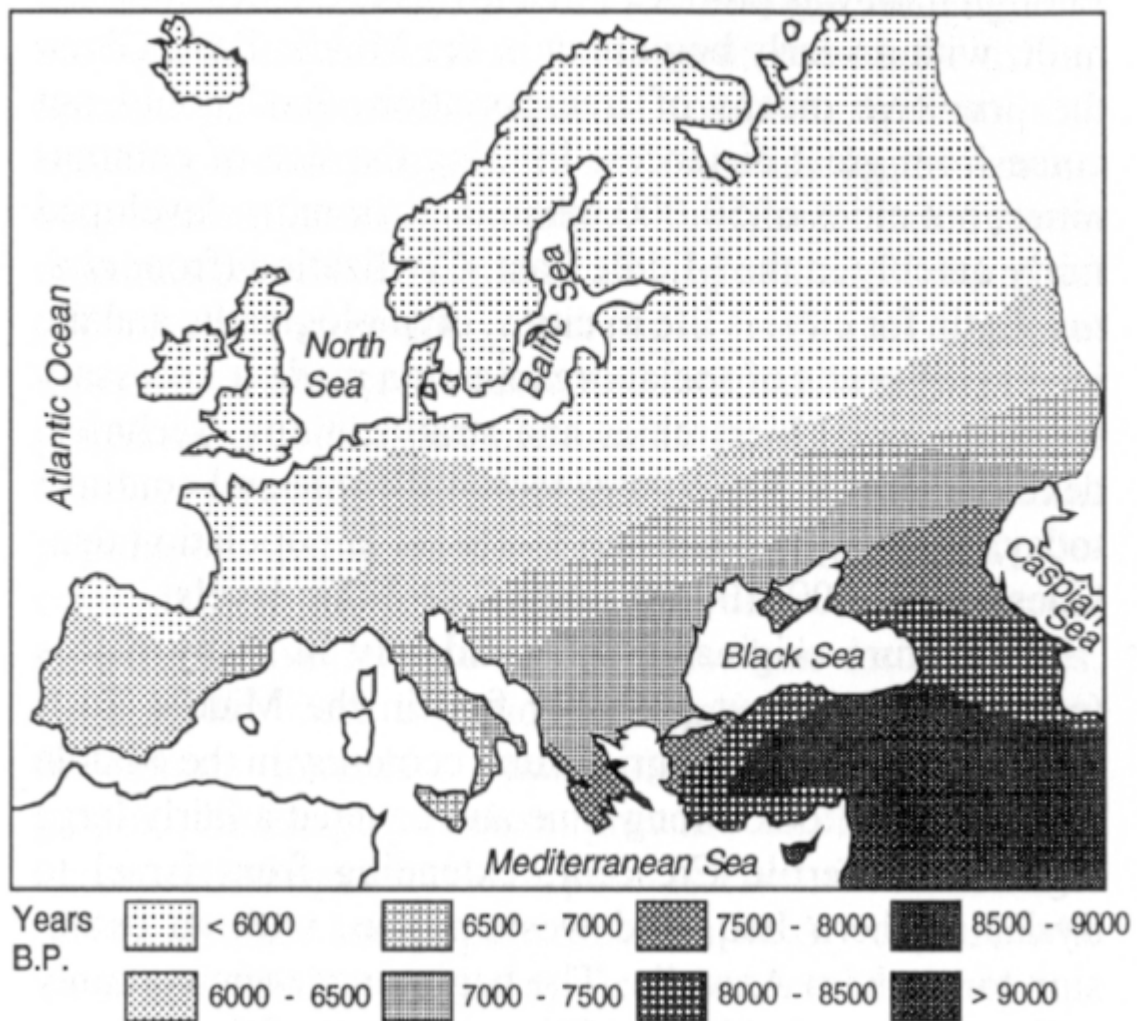 Atlantic Ocean
North
Sea
Baltic Sea
Caspian
Sea
Black Sea
Mediterranean Sea
Years
B.P.
< 6000
6500 - 7000
7500 - 8000
8500 - 9000
6000 - 6500
7000 - 7500
8000 - 8500
> 9000